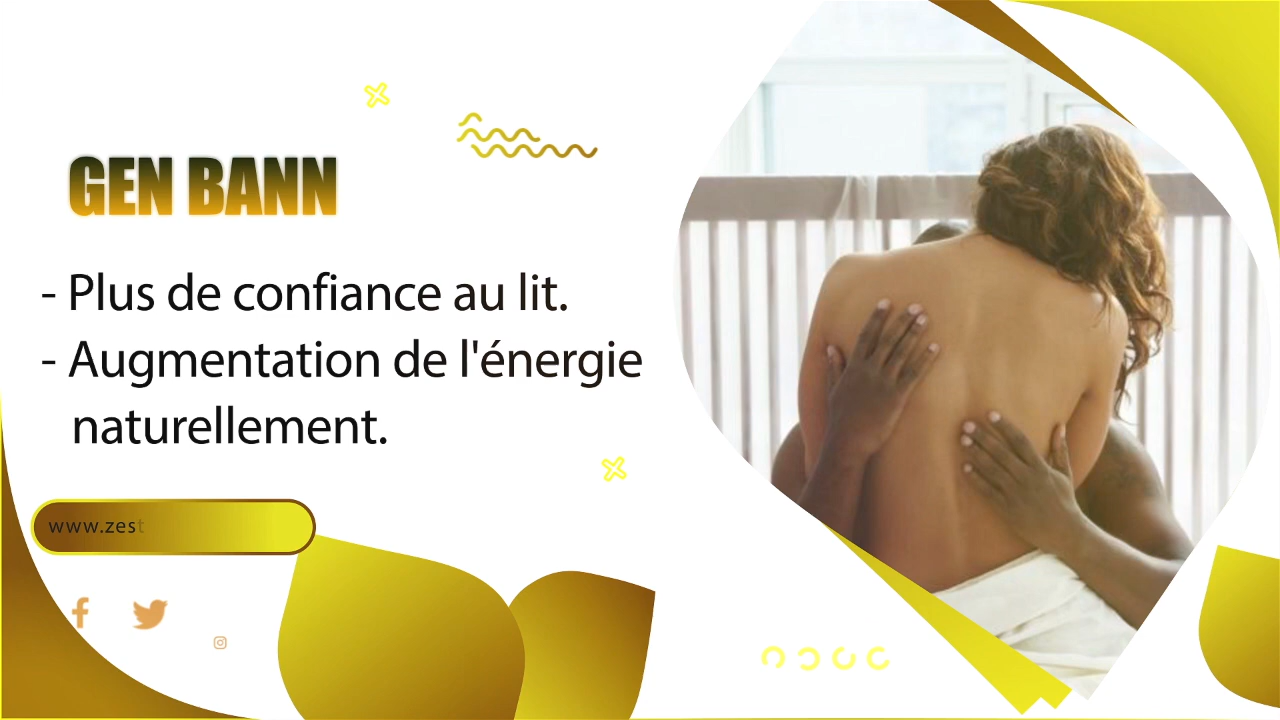 GEN BANN
- Plus de confiance au lit.
- Augmentation de l'énergie
naturellement.
www.zest